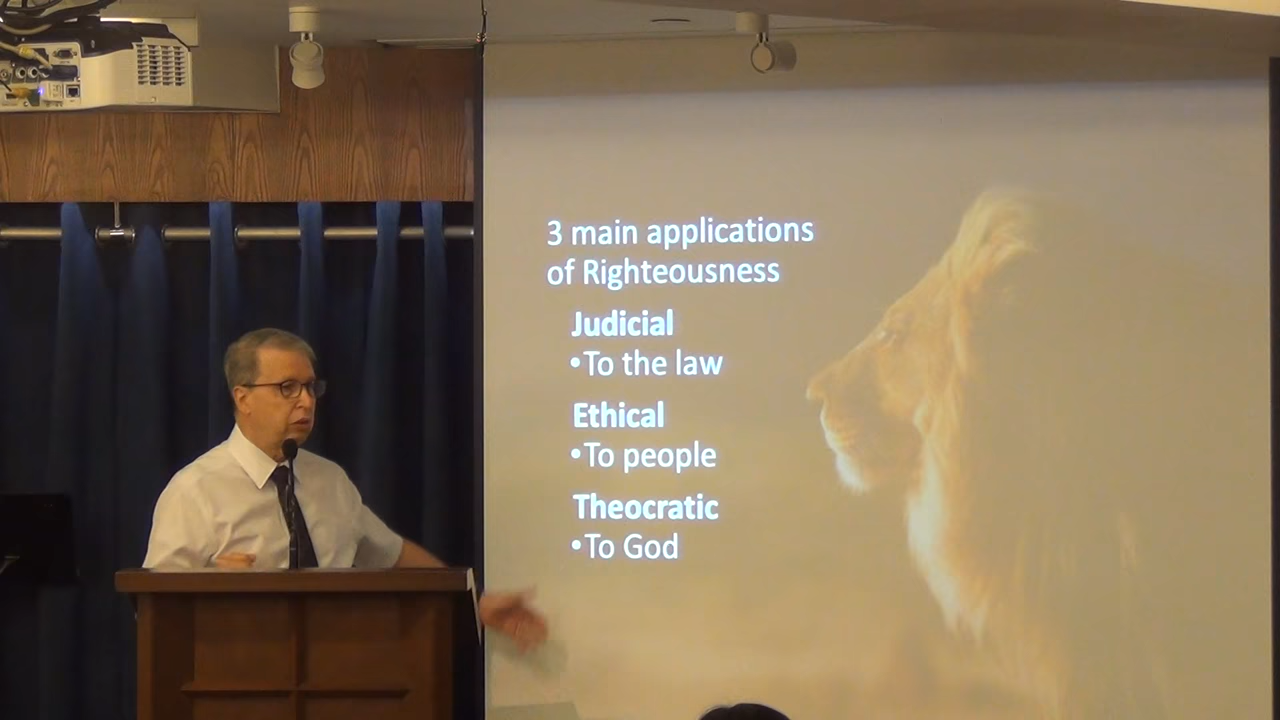 3 main applications
of Righteousness
Judicial
•To the law
Ethical
•To people
Theocratic
•To God